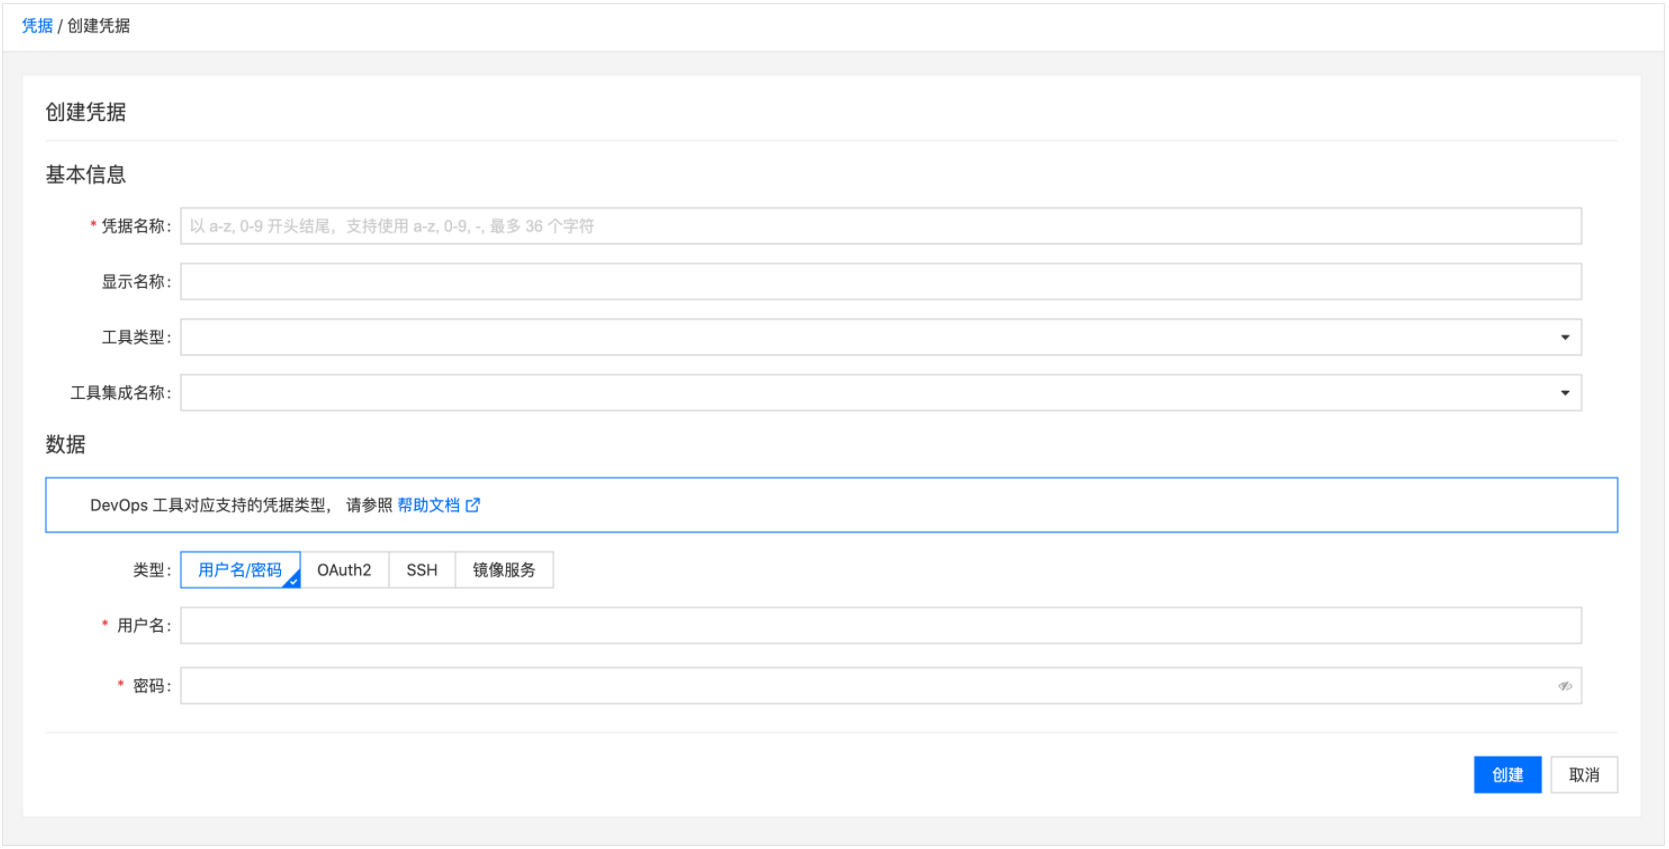 凭据 / 创建凭据
创建凭据
基本信息
* 凭据名称： 以 a-z, 0-9 开头结尾，支持使用 a-z, 0-9, -, 最多 36 个字符
显示名称：
工具类型：
工具集成名称：
数据
DevOps 工具对应支持的凭据类型， 请参照 帮助文档
类型： 用户名/密码 OAuth2 SSH 镜像服务
* 用户名：
* 密码：
创建 取消